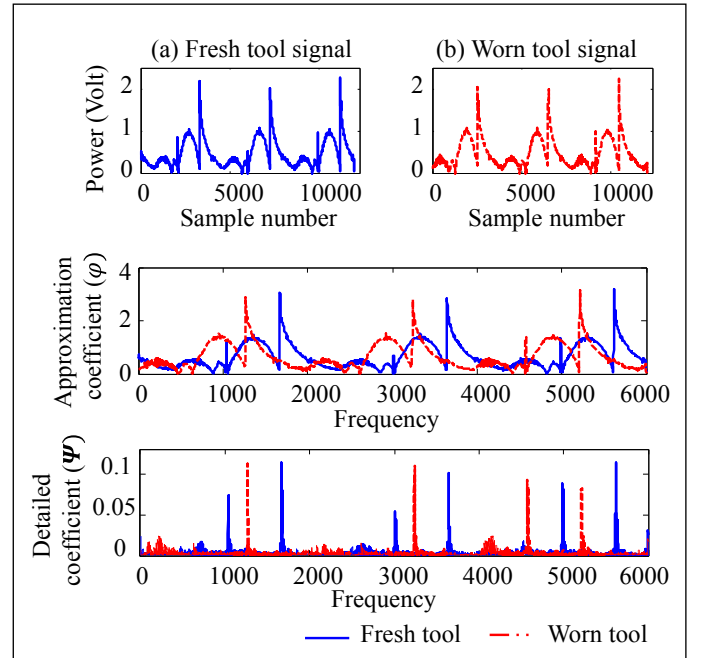 (a) Fresh tool signal
(b) Worn tool signal
Power (Volt)
2
1
0
0 5000 10000
Sample number
2
1
0
0 5000 10000
Sample number
Approximation
coefficient (φ)
4
2
0
0 1000 2000 3000 4000 5000 6000
Frequency
Detailed
coefficient (Ψ)
0.1
0.05
0
0 1000 2000 3000 4000 5000 6000
Frequency
Fresh tool
Worn tool